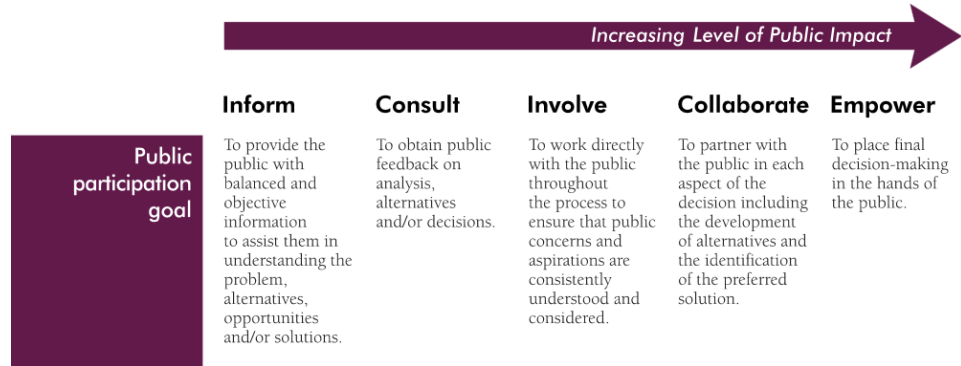 Increasing Level of Public Impact
Inform
Consult
Involve
Collaborate
Empower
Public
participation
goal
To provide the
public with
balanced and
objective
information
to assist them in
understanding the
problem,
alternatives,
opportunities
and/or solutions.
To obtain public
feedback on
analysis,
alternatives
and/or decisions.
To work directly
with the public
throughout
the process to
ensure that public
concerns and
aspirations are
consistently
understood and
considered.
To partner with
the public in each
aspect of the
decision including
the development
of alternatives and
the identification
of the preferred
solution.
To place final
decision-making
in the hands of
the public.